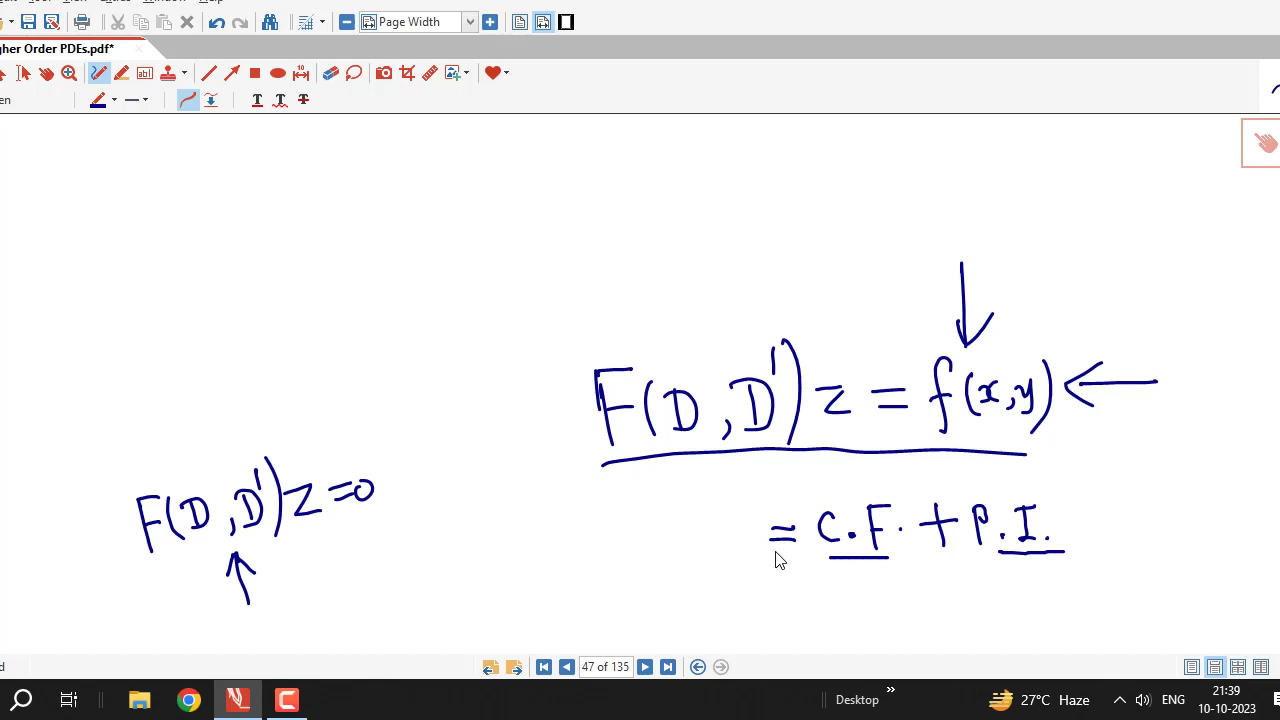 Page Width
gher Order PDEs.pdf*
en
F(D, D')z = f(x,y)
F(D, D')z = 0
= C.F. + P.I.
47 of 135
Desktop
27°C Haze
ENG
21:39
10-10-2023